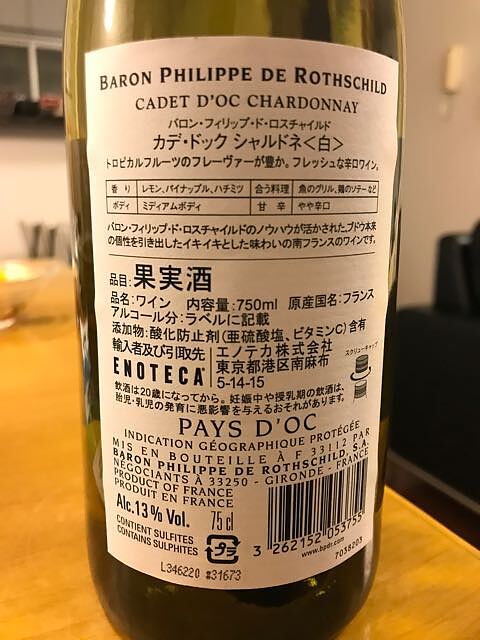 BARON PHILIPPE DE ROTHSCHILD
CADET D'OC CHARDONNAY
バロン・フィリップ・ド・ロスチャイルド
カデ・ドック シャルドネ<白>
トロピカルフルーツのフレーヴァーが豊か。フレッシュな辛口ワイン。
香り レモン、パイナップル、ハチミツ 合う料理 魚のグリル、鶏のソテーなど
ボディ ミディアムボディ 甘辛 やや辛口
バロン・フィリップ・ド・ロスチャイルドのノウハウが活かされた、ブドウ本来
の個性を引き出したイキイキとした味わいの南フランスのワインです。
品目:果実酒
品名:ワイン 内容量:750ml 原産国名:フランス
アルコール分:ラベルに記載
添加物:酸化防止剤(亜硫酸塩、ビタミンC)含有
輸入者及び引取先 エノテカ株式会社
ENOTECA 東京都港区南麻布
5-14-15
スクリューキャップ
飲酒は20歳になってから。妊娠中や授乳期の飲酒は、
胎児・乳児の発育に悪影響を与えるおそれがあります。
PAYS D'OC
INDICATION GÉOGRAPHIQUE PROTÉGÉE
MIS EN BOUTEILLE À F 33112 PAR
BARON PHILIPPE DE ROTHSCHILD, S.A.
NÉGOCIANTS À 33250 - GIRONDE - FRANCE
PRODUCT OF FRANCE
PRODUIT EN FRANCE
Alc.13% Vol. 75 cl
CONTIENT SULFITES
CONTAINS SULPHITES
プラ
3 262152 053755
www.bpdr.com
7038203
L346220 #31673